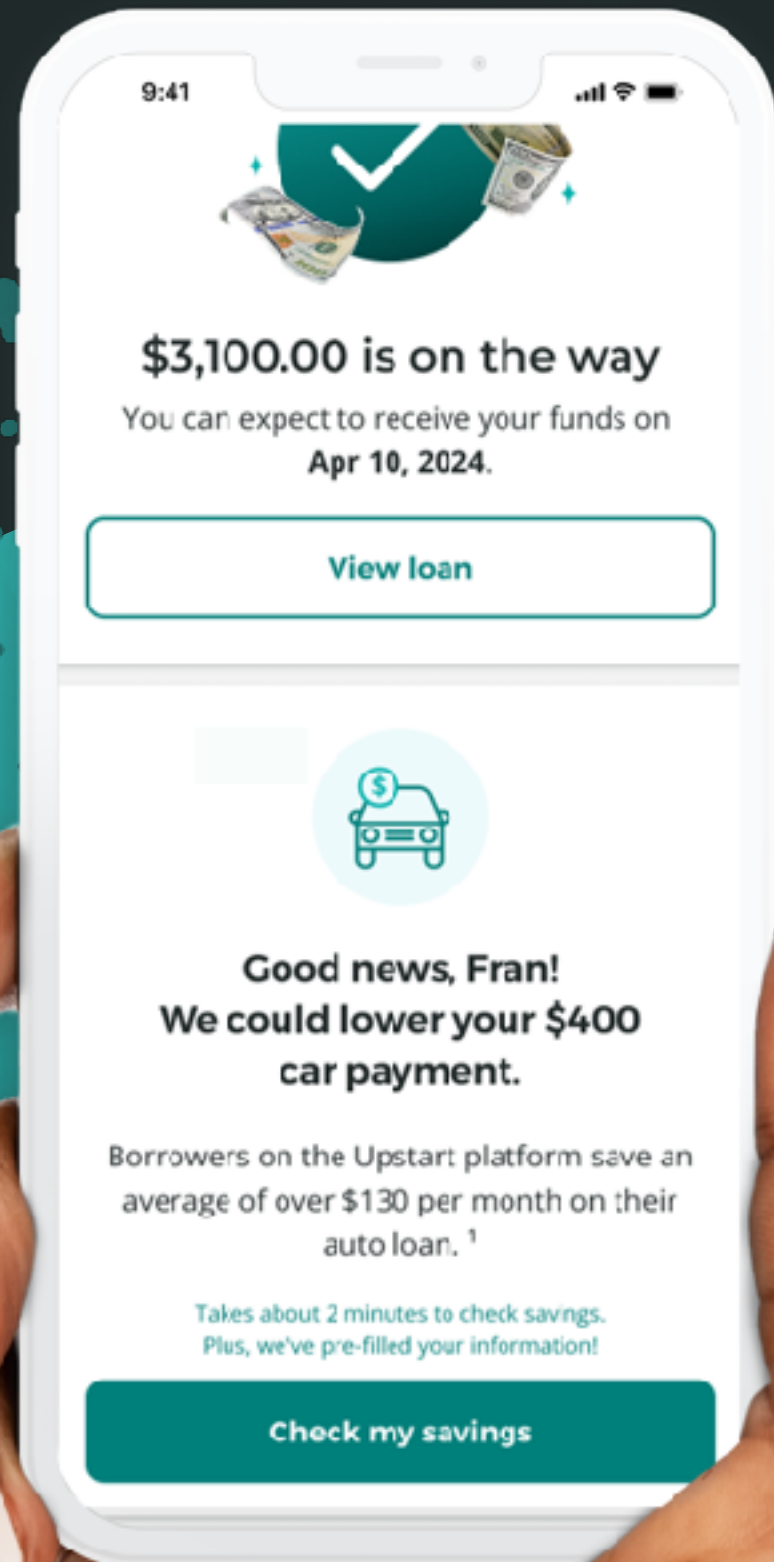 9:41
$3,100.00 is on the way
You can expect to receive your funds on
Apr 10, 2024.
View loan
$
Good news, Fran!
We could lower your $400
car payment.
Borrowers on the Upstart platform save an
average of over $130 per month on their
auto loan. ¹
Takes about 2 minutes to check savings.
Plus, we've pre-filled your information!
Check my savings